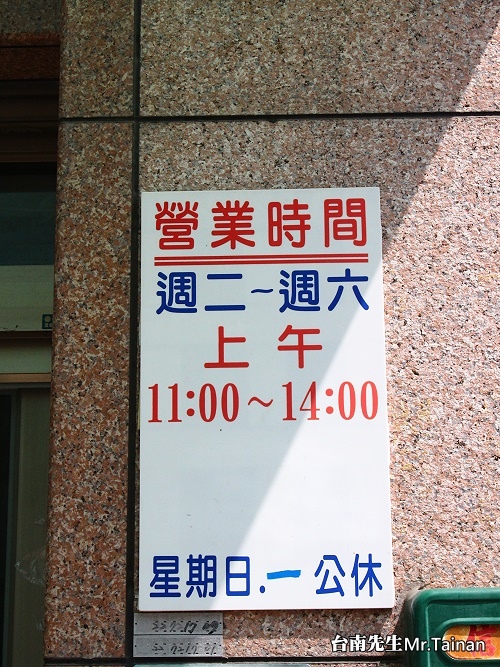 營業時間
週二~週六
上午
11:00~14:00
星期日.一公休
台南先生Mr.Tainan